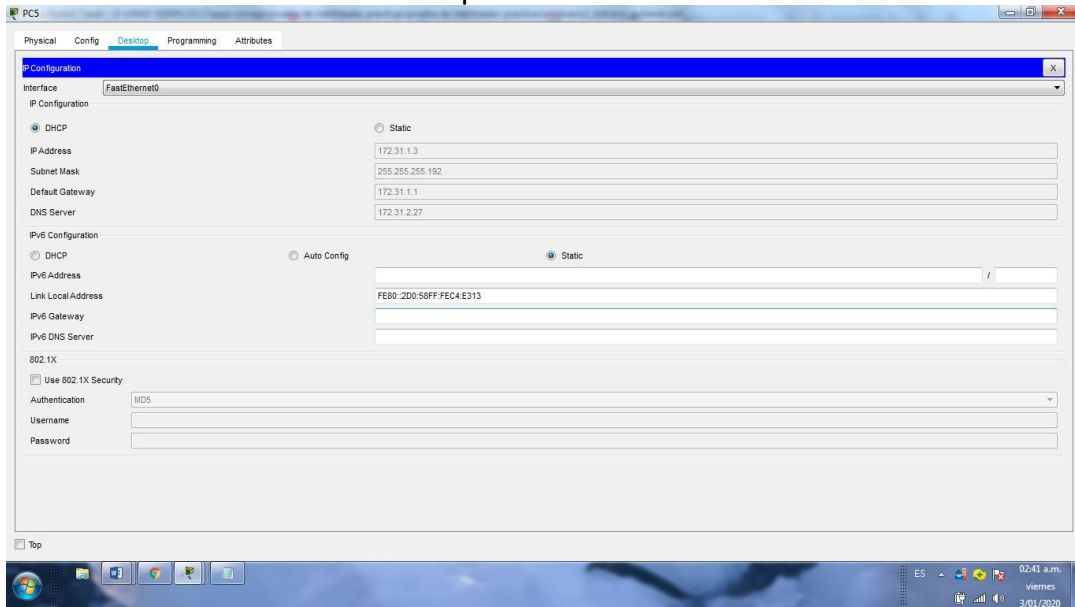 PC5
Physical Config Desktop Programming Attributes
IP Configuration X
Interface FastEthernet0
IP Configuration
DHCP Static
IP Address 172.31.1.3
Subnet Mask 255.255.255.192
Default Gateway 172.31.1.1
DNS Server 172.31.2.27
IPv6 Configuration
DHCP Auto Config Static
IPv6 Address /
Link Local Address FE80::2D0:58FF:FEC4:E313
IPv6 Gateway
IPv6 DNS Server
802.1X
Use 802.1X Security
Authentication MD5
Username
Password
Top
ES 02:41 a.m.
viernes
3/01/2020